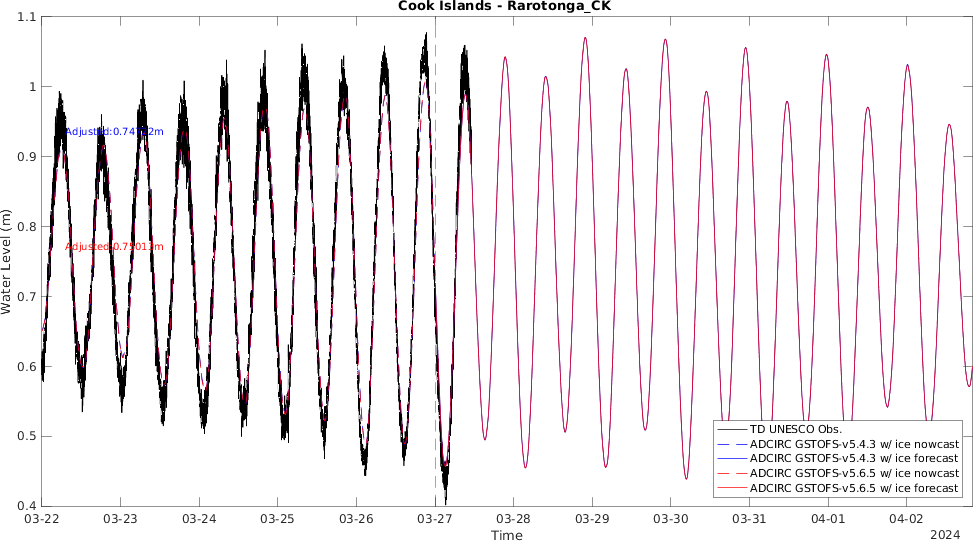 Cook Islands - Rarotonga_CK
Water Level (m)
1.1
1
0.9
0.8
0.7
0.6
0.5
0.4
m
TD UNESCO Obs.
ADCIRC GSTOFS-v5.4.3 w/ ice nowcast
ADCIRC GSTOFS-v5.4.3 w/ ice forecast
ADCIRC GSTOFS-v5.6.5 w/ ice nowcast
ADCIRC GSTOFS-v5.6.5 w/ ice forecast
03-22 03-23 03-24 03-25 03-26 03-27 03-28 03-29 03-30 03-31 04-01 04-02
Time
2024